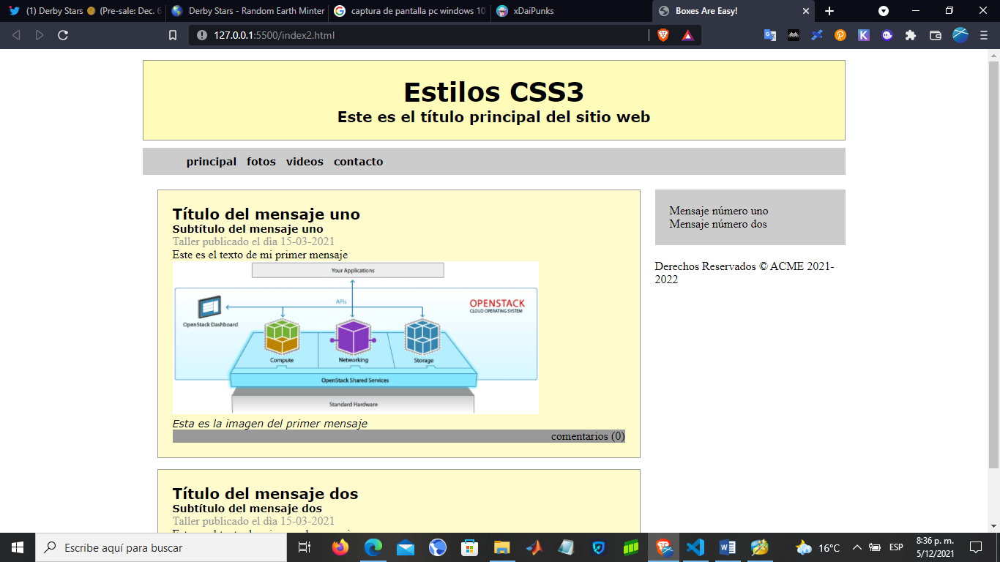 (1) Derby Stars (Pre-sale: Dec. 6
Derby Stars - Random Earth Minter
captura de pantalla pc windows 10
xDaiPunks
Boxes Are Easy!
127.0.0.1:5500/index2.html
Estilos CSS3
Este es el título principal del sitio web
principal fotos videos contacto
Título del mensaje uno
Subtítulo del mensaje uno
Taller publicado el dìa 15-03-2021
Este es el texto de mi primer mensaje
Your Applications
APIs
OPENSTACK
CLOUD OPERATING SYSTEM
OpenStack Dashboard
Compute
Networking
Storage
OpenStack Shared Services
Standard Hardware
Esta es la imagen del primer mensaje
comentarios (0)
Título del mensaje dos
Subtítulo del mensaje dos
Taller publicado el dìa 15-03-2021
Mensaje número uno
Mensaje número dos
Derechos Reservados © ACME 2021-
2022
Escribe aquí para buscar
16°C
ESP
8:36 p. m.
5/12/2021